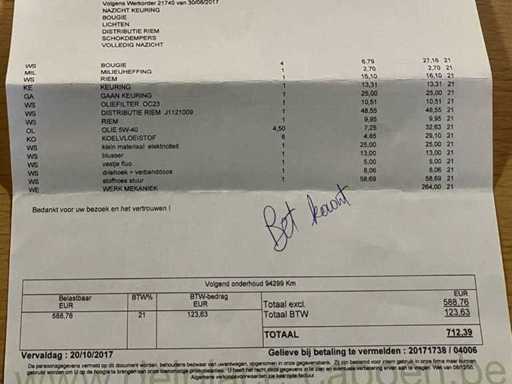 Volgens Werkorder 21740 van 30/08/2017
NAZICHT KEURING
BOUGIE
LICHTEN
DISTRIBUTIE RIEM
SCHOKDEMPERS
VOLLEDIG NAZICHT
WS BOUGIE 4 6,79 27,16 21
MIL MILIEUHEFFING 1 2,70 2,70 21
WS RIEM 1 16,10 21
KE KEURING 1 13,31 13,31 21
GA GAAN KEURING 1 25,00 25,00 21
WS OLIEFILTER OC23 1 10,51 10,51 21
WS DISTRIBUTIE RIEM J1121009 1 48,55 48,55 21
WS RIEM 1 9,95 9,95 21
OL OLIE 5W-40 4,50 7,25 32,63 21
KO KOELVLOEISTOF 6 4,85 29,10 21
WS klein materiaal elektriciteit 1 25,00 25,00 21
WS blusser 1 13,00 13,00 21
WS vestje fluo 1 5,00 5,00 21
WS driehoek + verbanddoos 1 8,06 8,06 21
WS stofhoes stuur 1 58,69 58,69 21
WE WERK MEKANIEK 264,00 21
Bedankt voor uw bezoek en het vertrouwen !
Bet
Volgend onderhoud 94299 Km
Belastbaar EUR BTW% BTW-bedrag EUR EUR
588,76 21 123,63
Totaal excl. 588,76
Totaal BTW 123,63
TOTAAL 712,39
Vervaldag : 20/10/2017 Gelieve bij betaling te vermelden : 20171738 / 04006